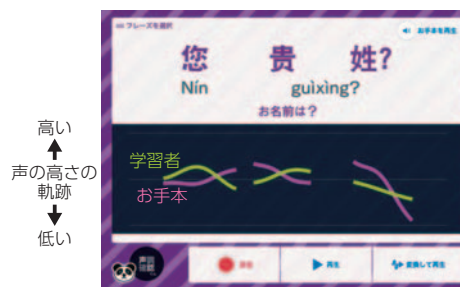 フレーズを選択
お手本を再生
您 贵 姓?
Nín guìxìng?
お名前は？
高い
声の高さの
軌跡
低い
学習者
お手本
再生
変換して再生